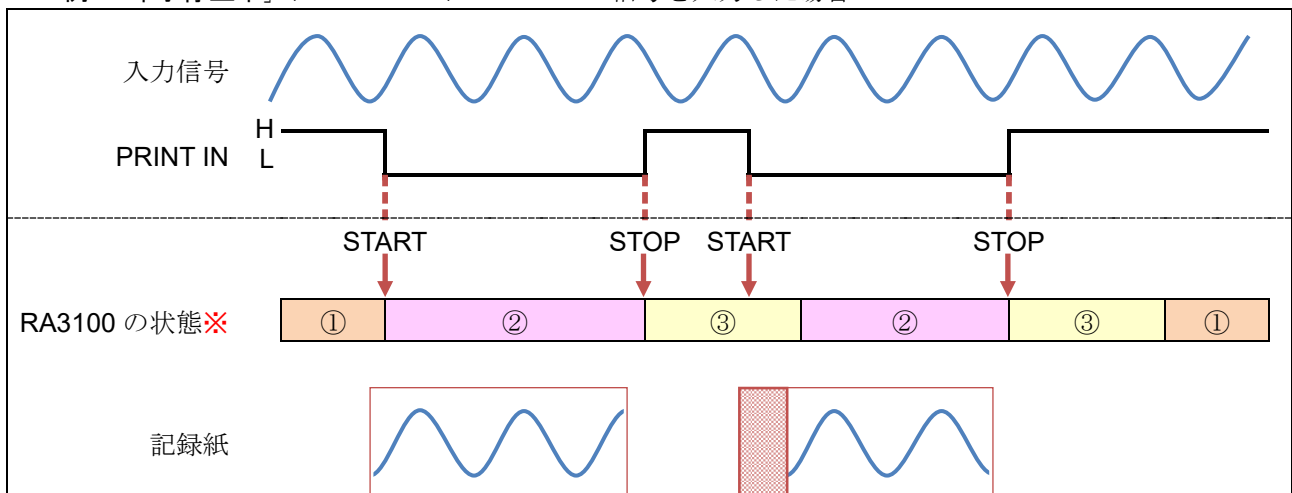 入力信号
H
PRINT IN L
START STOP START STOP
RA3100 の状態※ ① ② ③ ② ③ ①
記録紙